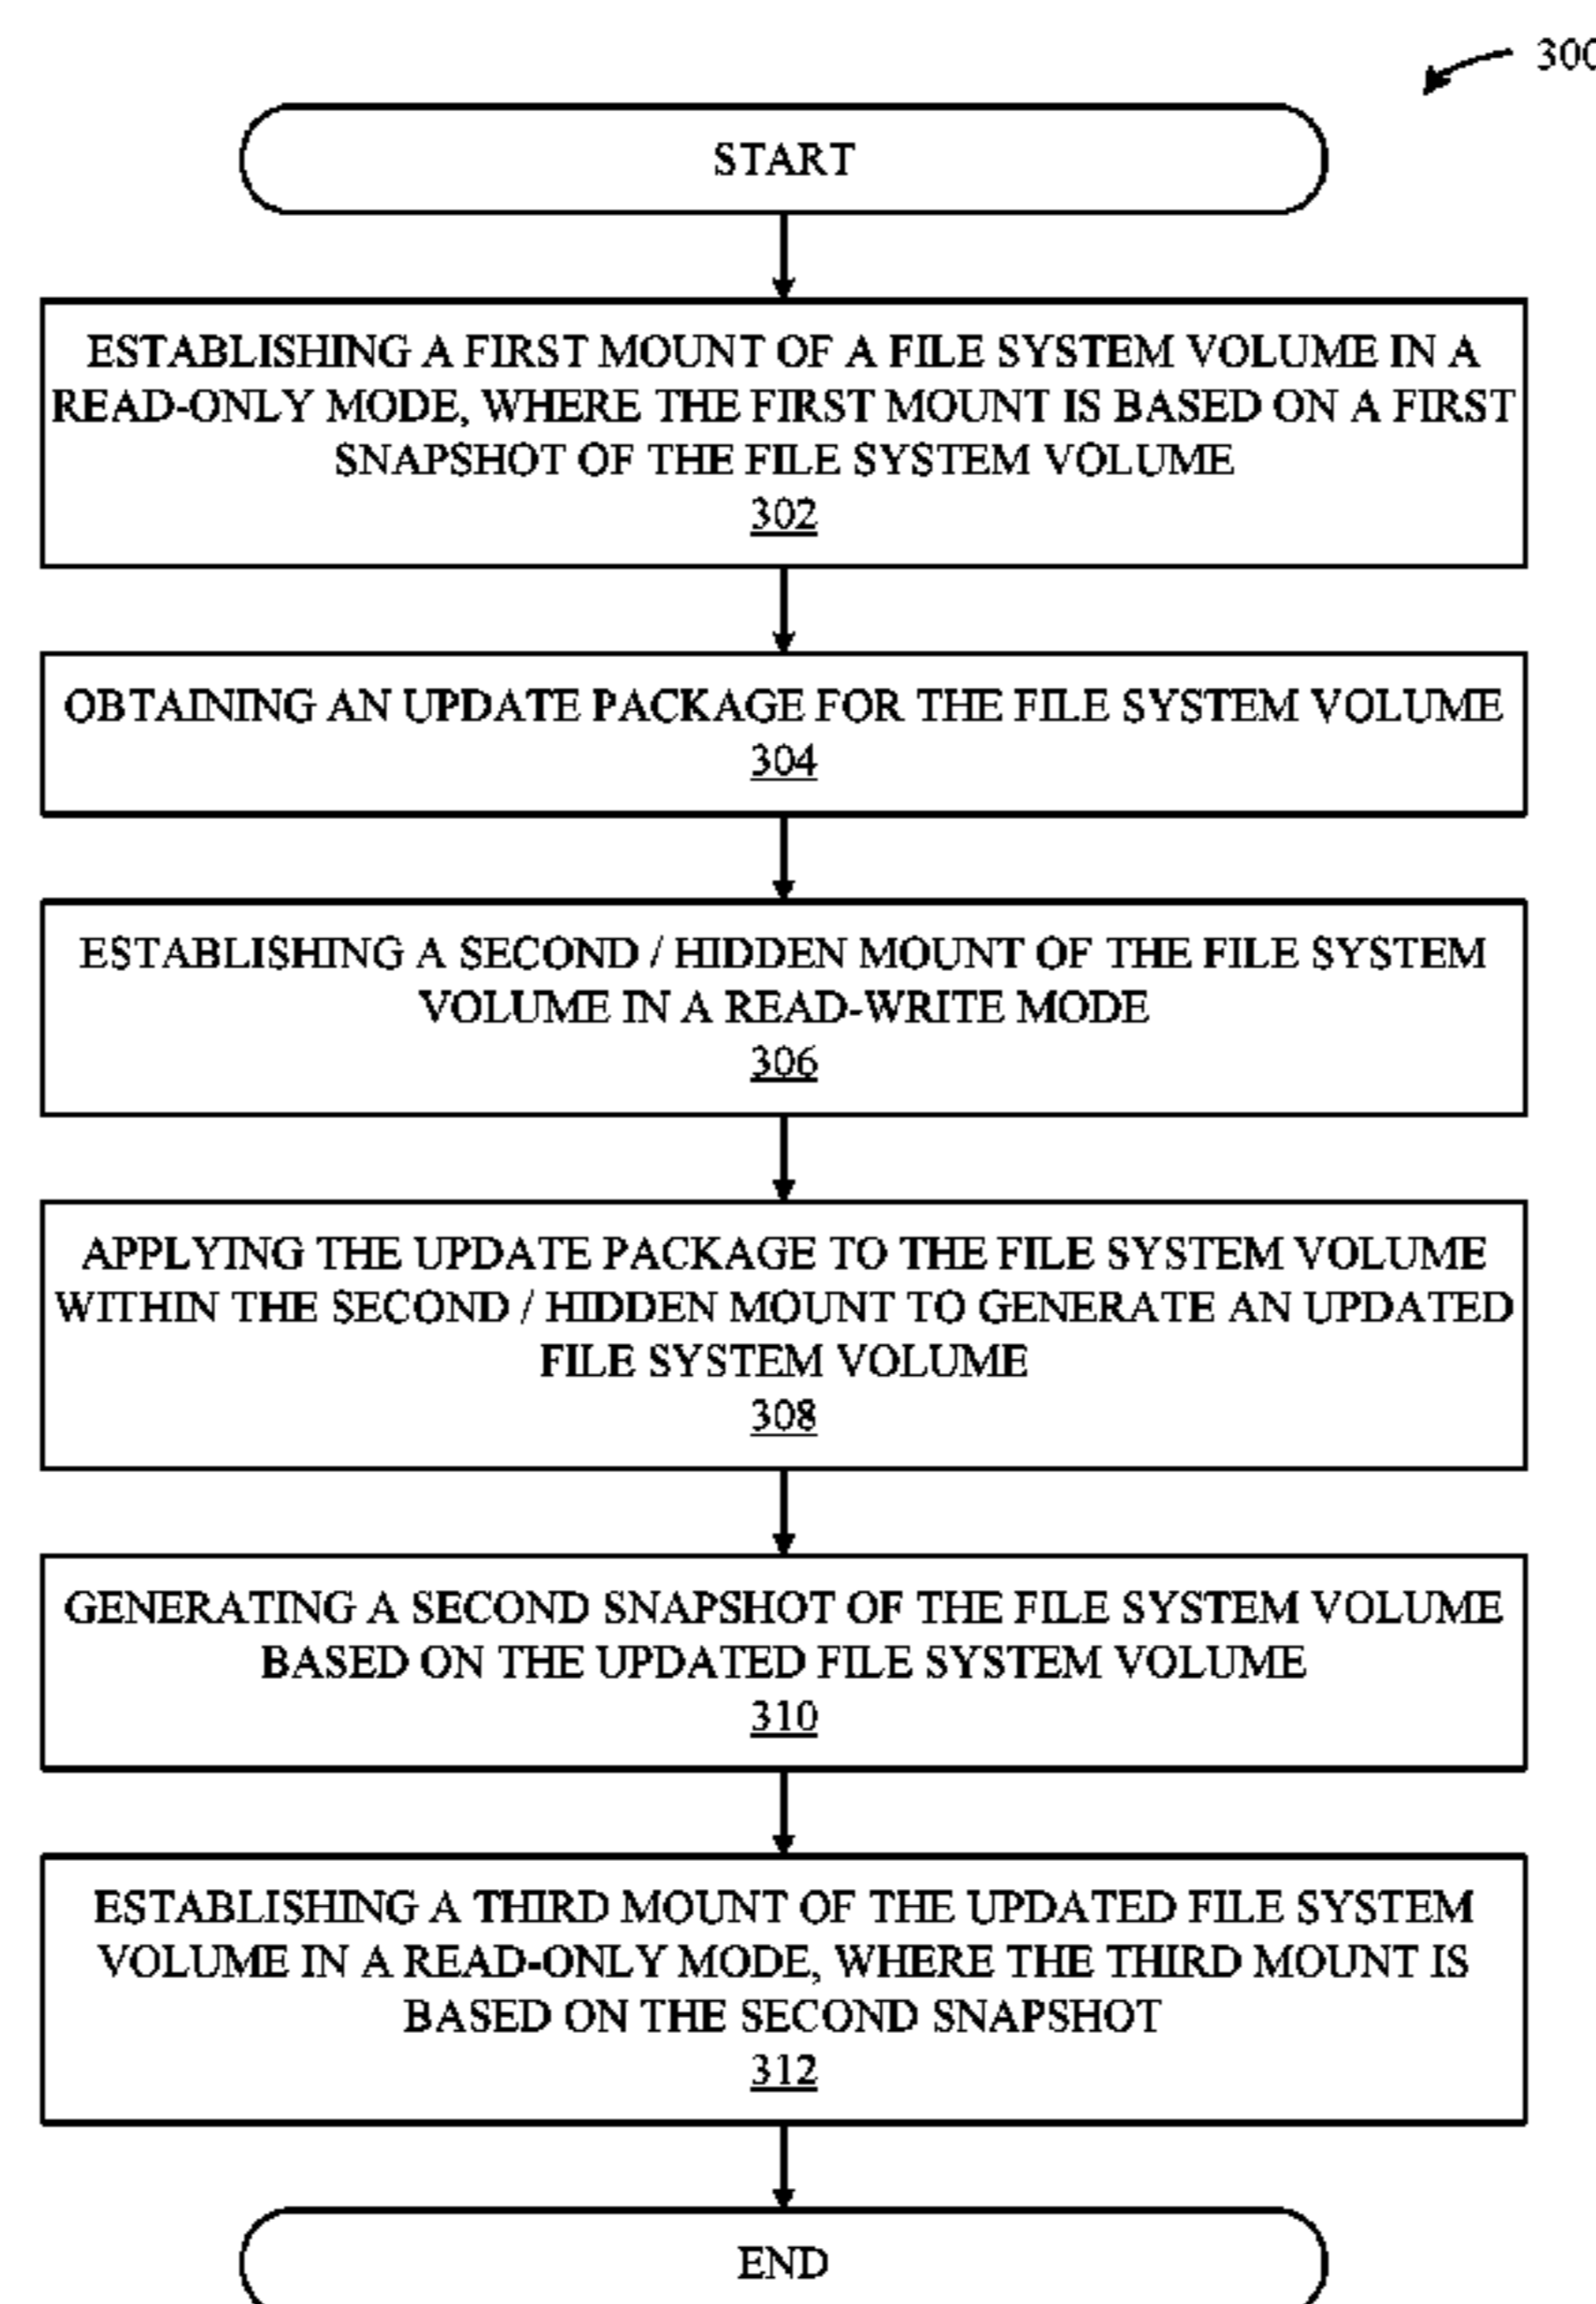 300
START
ESTABLISHING A FIRST MOUNT OF A FILE SYSTEM VOLUME IN A
READ-ONLY MODE, WHERE THE FIRST MOUNT IS BASED ON A FIRST
SNAPSHOT OF THE FILE SYSTEM VOLUME
302
OBTAINING AN UPDATE PACKAGE FOR THE FILE SYSTEM VOLUME
304
ESTABLISHING A SECOND / HIDDEN MOUNT OF THE FILE SYSTEM
VOLUME IN A READ-WRITE MODE
306
APPLYING THE UPDATE PACKAGE TO THE FILE SYSTEM VOLUME
WITHIN THE SECOND / HIDDEN MOUNT TO GENERATE AN UPDATED
FILE SYSTEM VOLUME
308
GENERATING A SECOND SNAPSHOT OF THE FILE SYSTEM VOLUME
BASED ON THE UPDATED FILE SYSTEM VOLUME
310
ESTABLISHING A THIRD MOUNT OF THE UPDATED FILE SYSTEM
VOLUME IN A READ-ONLY MODE, WHERE THE THIRD MOUNT IS
BASED ON THE SECOND SNAPSHOT
312
END